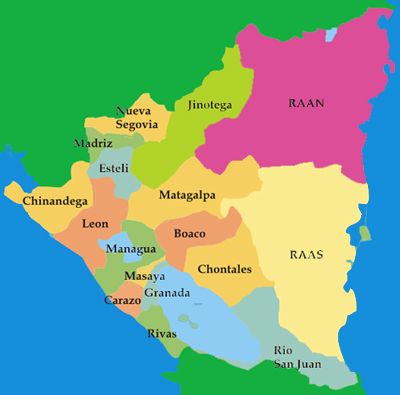 Jinotega
RAAN
Nueva
Segovia
Madriz
Esteli
Matagalpa
Chinandega
Leon
Boaco
Managua
RAAS
Masaya
Chontales
Granada
Carazo
Rivas
Rio
San Juan